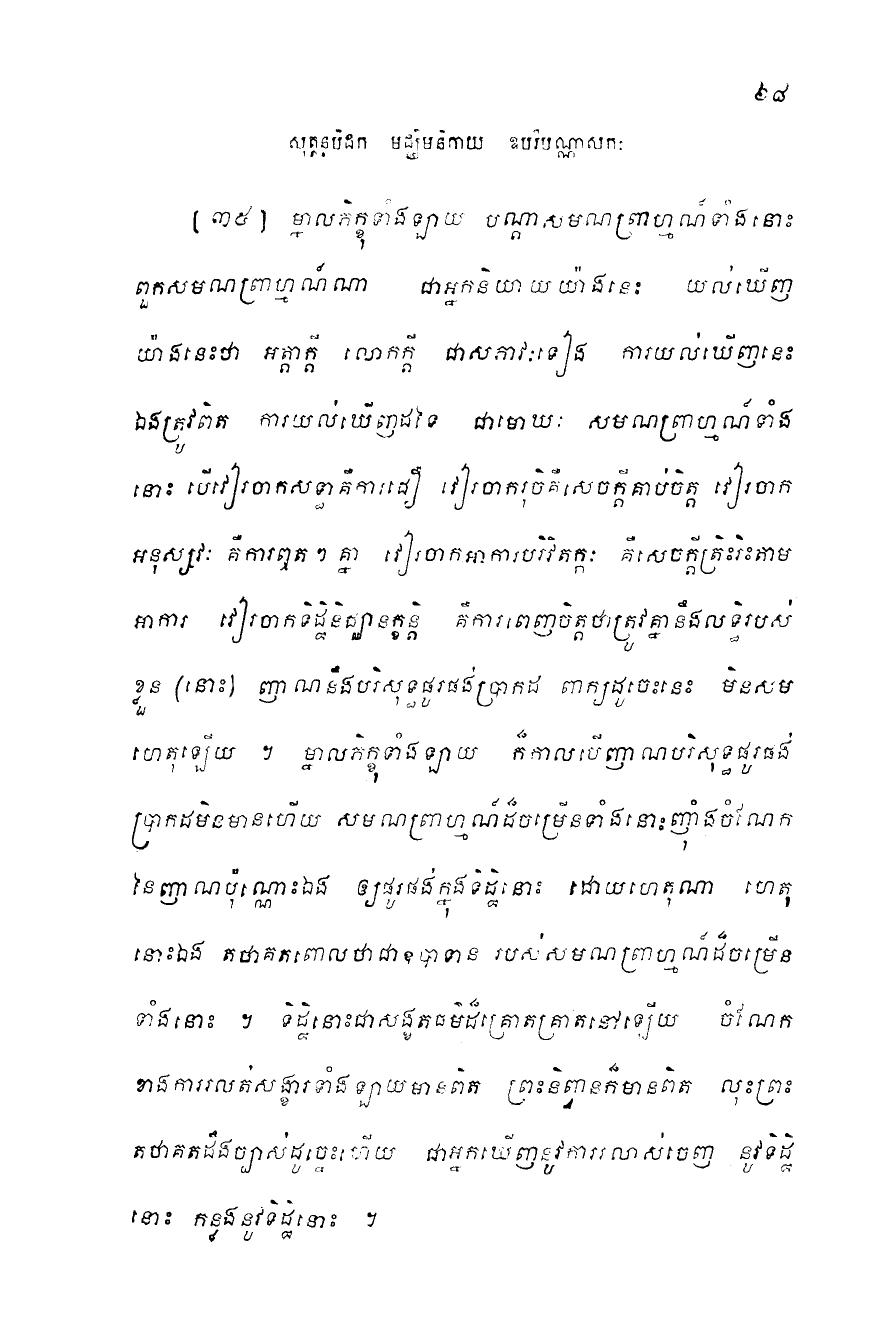 ៦៨
សុត្តន្តបិដក មជ្ឈិមនិកាយ ឧបរិបណ្ណាសកៈ
[ ៣៥ ] ម្នាលភិក្ខុទាំងឡាយ បណ្តាសមណព្រាហ្មណ៍ទាំងនោះ
ពួកសមណព្រាហ្មណ៍ណា ជាអ្នកនិយាយយ៉ាងនេះ យល់ឃើញ
យ៉ាងនេះថា អត្តាក្តី លោកក្តី ជាសភាវៈទៀង ការយល់ឃើញនេះ
ឯងត្រូវពិត ការយល់ឃើញដទៃ ជាមោឃៈ សមណព្រាហ្មណ៍ទាំង
នោះ បើវៀរចាកសទ្ធាគឺការជឿ វៀរចាករុចិគឺសេចក្តីគាប់ចិត្ត វៀរចាក
អនុស្សវៈ គឺការឮត ៗ គ្នា វៀរចាកអាការបរិវិតក្កៈ គឺសេចក្តីត្រិះរិះតាម
អាការ វៀរចាកទិដ្ឋិនិជ្ឈានក្ខន្តិ គឺការពេញចិត្តថាត្រូវគ្នានឹងលទ្ធិរបស់
ខ្លួន (នោះ) ញាណនឹងបរិសុទ្ធផូរផង់ប្រាកដ ពាក្យដូចេះនេះ មិនសម
ហេតុឡើយ ។ ម្នាលភិក្ខុទាំងឡាយ ក៏កាលបើញាណបរិសុទ្ធផូរផង់
ប្រាកដមិនមានហើយ សមណព្រាហ្មណ៍ដ៏ចម្រើនទាំងនោះញុំាងចំណែក
នៃញាណប៉ុណ្ណោះឯង ឲ្យផូរផង់ក្នុងទិដ្ឋិនោះ ដោយហេតុណា ហេតុ
នោះឯង តថាគតពោលថាជាឧបាទាន របស់សមណព្រាហ្មណ៍ដ៏ចម្រើន
ទាំងនោះ ។ ទិដ្ឋិនោះជាសង្ខតធម៌ដ៏គ្រោតគ្រាតនៅឡើយ ចំណែក
ខាងការរលត់សង្ខារទាំងឡាយមានពិត ព្រះនិព្វានក៏មានពិត លុះព្រះ
តថាគតដឹងច្បាស់ដូច្នេះហើយ ជាអ្នកឃើញនូវការរលាស់ចេញ នូវទិដ្ឋិ
នោះ កន្លងនូវទិដ្ឋិនោះ ។